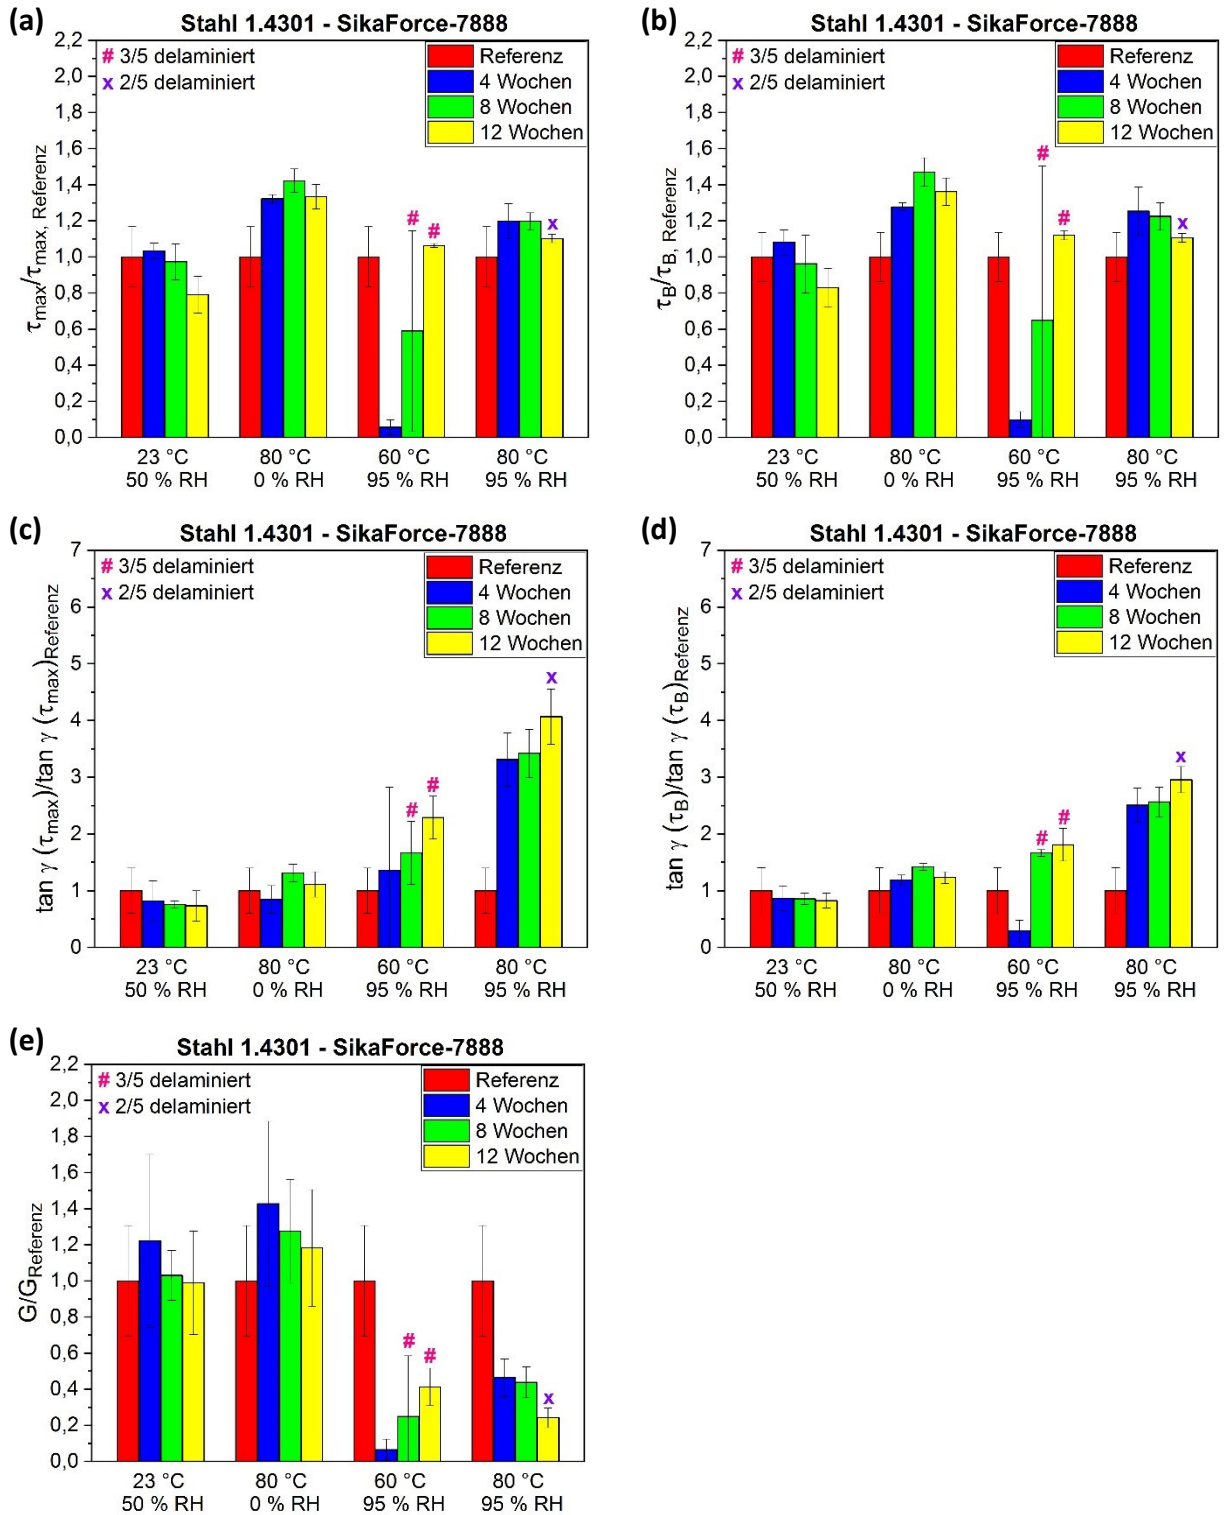 (a)
Stahl 1.4301 - SikaForce-7888
# 3/5 delaminiert
x 2/5 delaminiert
Referenz
4 Wochen
8 Wochen
12 Wochen
τmax/τmax, Referenz
2,2
2,0
1,8
1,6
1,4
1,2
1,0
0,8
0,6
0,4
0,2
0,0
# #
x
23 °C 80 °C 60 °C 80 °C
50 % RH 0 % RH 95 % RH 95 % RH
(b)
Stahl 1.4301 - SikaForce-7888
# 3/5 delaminiert
x 2/5 delaminiert
Referenz
4 Wochen
8 Wochen
12 Wochen
τB/τB, Referenz
2,2
2,0
1,8
1,6
1,4
1,2
1,0
0,8
0,6
0,4
0,2
0,0
#
#
x
23 °C 80 °C 60 °C 80 °C
50 % RH 0 % RH 95 % RH 95 % RH
(c)
Stahl 1.4301 - SikaForce-7888
# 3/5 delaminiert
x 2/5 delaminiert
Referenz
4 Wochen
8 Wochen
12 Wochen
tan γ (τmax)/tan γ (τmax)Referenz
7
6
5
4
3
2
1
0
x
#
#
23 °C 80 °C 60 °C 80 °C
50 % RH 0 % RH 95 % RH 95 % RH
(d)
Stahl 1.4301 - SikaForce-7888
# 3/5 delaminiert
x 2/5 delaminiert
Referenz
4 Wochen
8 Wochen
12 Wochen
tan γ (τB)/tan γ (τB)Referenz
7
6
5
4
3
2
1
0
x
#
#
23 °C 80 °C 60 °C 80 °C
50 % RH 0 % RH 95 % RH 95 % RH
(e)
Stahl 1.4301 - SikaForce-7888
# 3/5 delaminiert
x 2/5 delaminiert
Referenz
4 Wochen
8 Wochen
12 Wochen
G/GReferenz
2,2
2,0
1,8
1,6
1,4
1,2
1,0
0,8
0,6
0,4
0,2
0,0
#
#
x
23 °C 80 °C 60 °C 80 °C
50 % RH 0 % RH 95 % RH 95 % RH